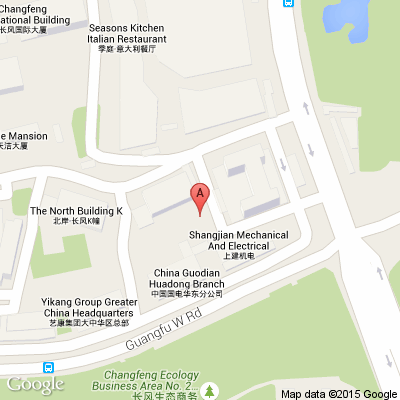 Changfeng
national Building
长风国际大厦
Seasons Kitchen
Italian Restaurant
季庭·意大利餐厅
e Mansion
天洁大厦
A
The North Building K
北岸·长风K幢
Shangjian Mechanical
And Electrical
上建机电
China Guodian
Huadong Branch
中国国电华东分公司
Yikang Group Greater
China Headquarters
艺康集团大中华区总部
Guangfu W Rd
Changfeng Ecology
Business Area No. 2...
长风生态商务
Google
Map data ©2015 Google